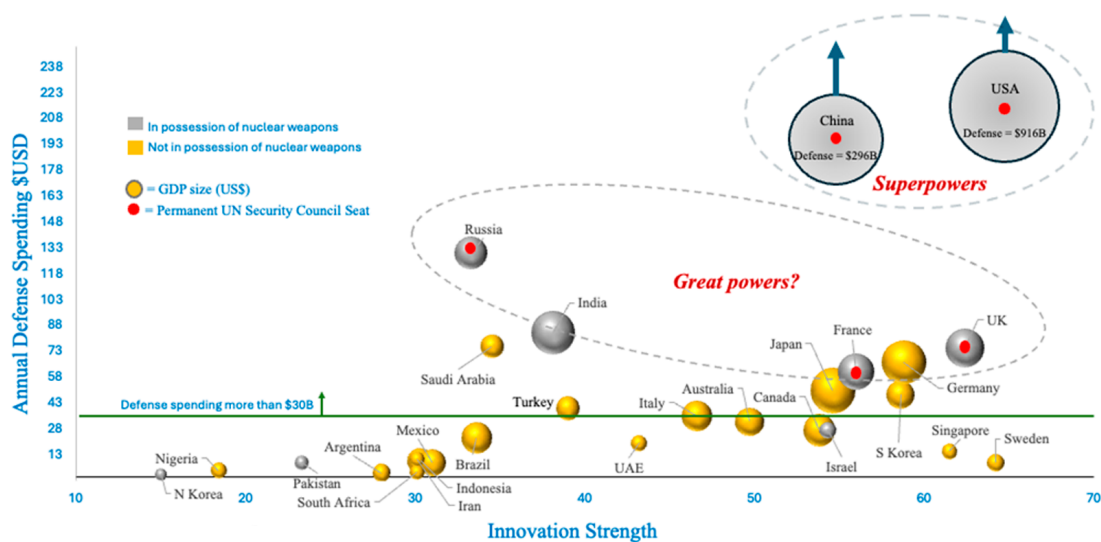 238
223
208
193
178
163
148
133
118
103
88
73
58
43
28
13
Annual Defense Spending $USD
In possession of nuclear weapons
Not in possession of nuclear weapons
= GDP size (US$)
= Permanent UN Security Council Seat
USA
Defense = $916B
China
Defense = $296B
Superpowers
Russia
Great powers?
India
UK
France
Japan
Saudi Arabia
Germany
Australia
Canada
Turkey
Italy
Defense spending more than $30B
Mexico
Argentina
Singapore
Sweden
S Korea
Nigeria
Brazil
UAE
Israel
Pakistan
N Korea
South Africa
Indonesia
Iran
10
20
30
40
50
60
70
Innovation Strength